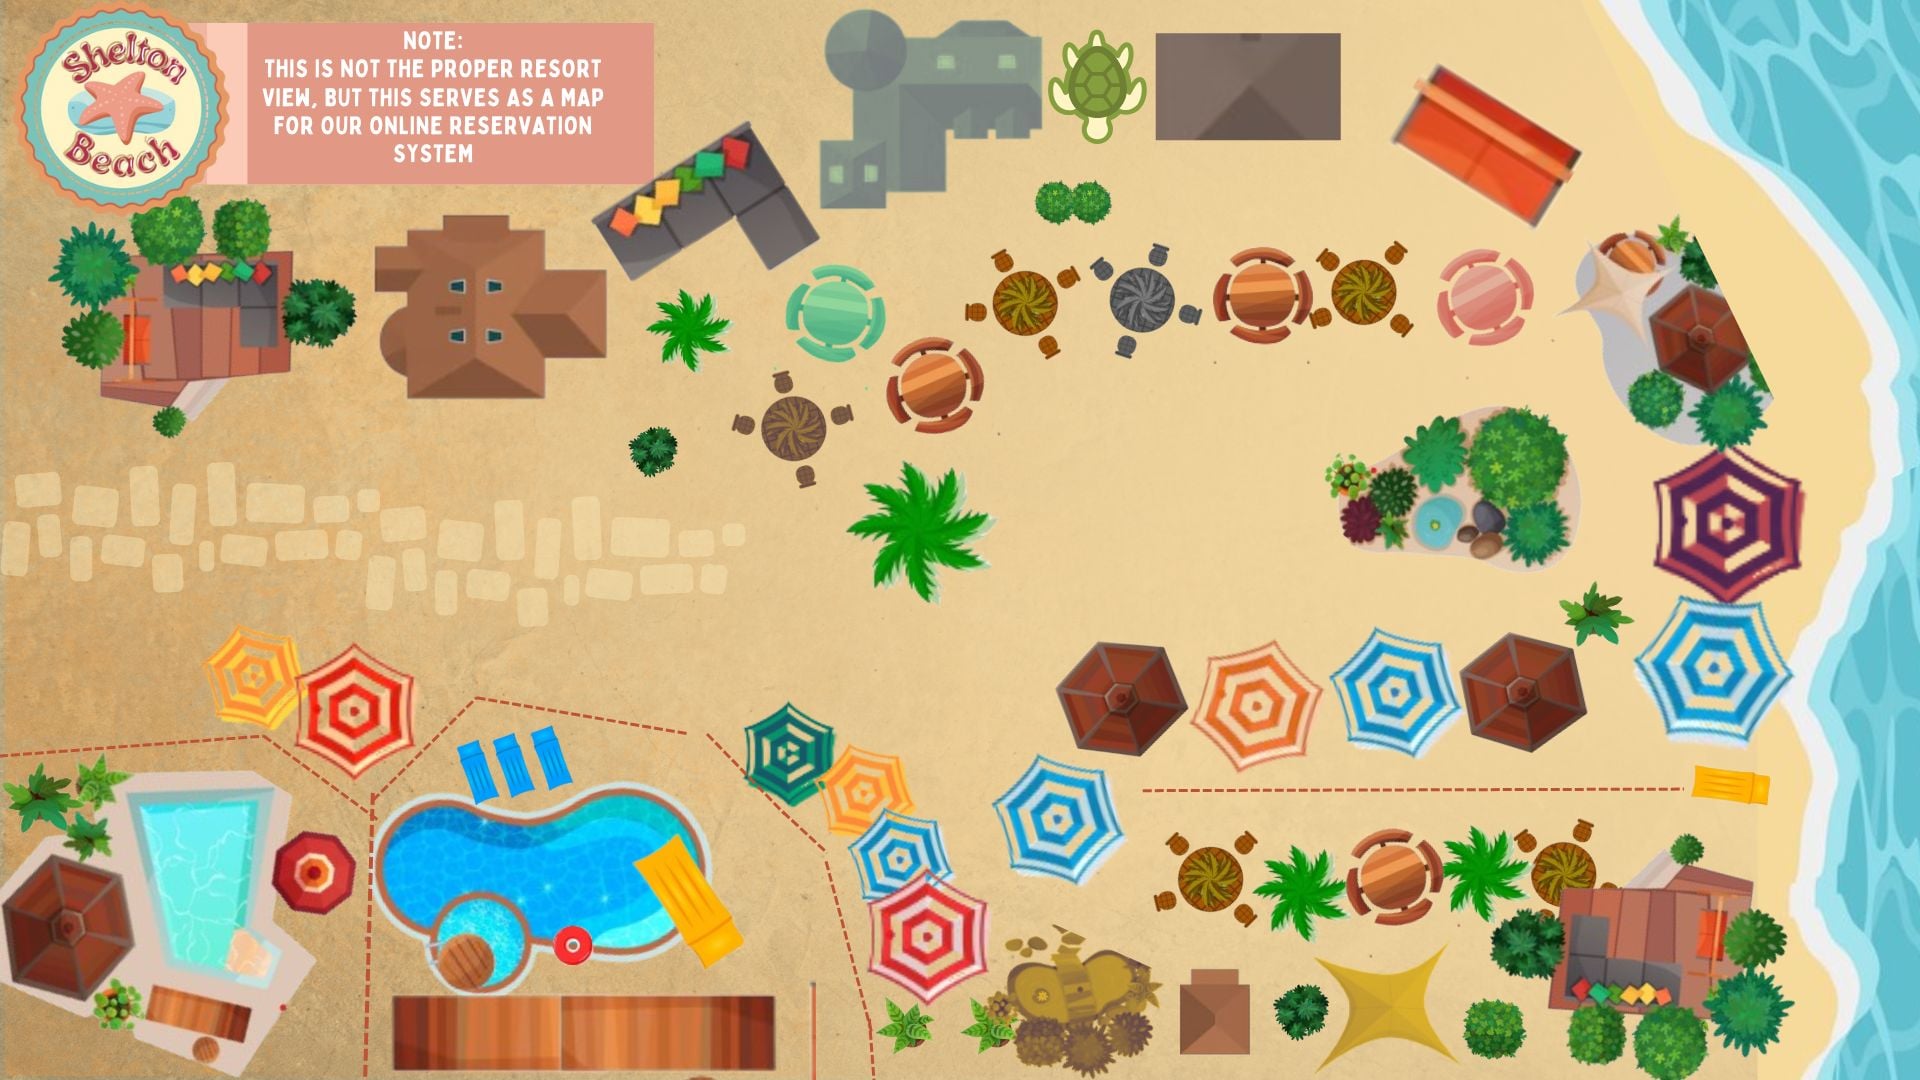 Shelton
Beach
NOTE:
THIS IS NOT THE PROPER RESORT
VIEW, BUT THIS SERVES AS A MAP
FOR OUR ONLINE RESERVATION
SYSTEM